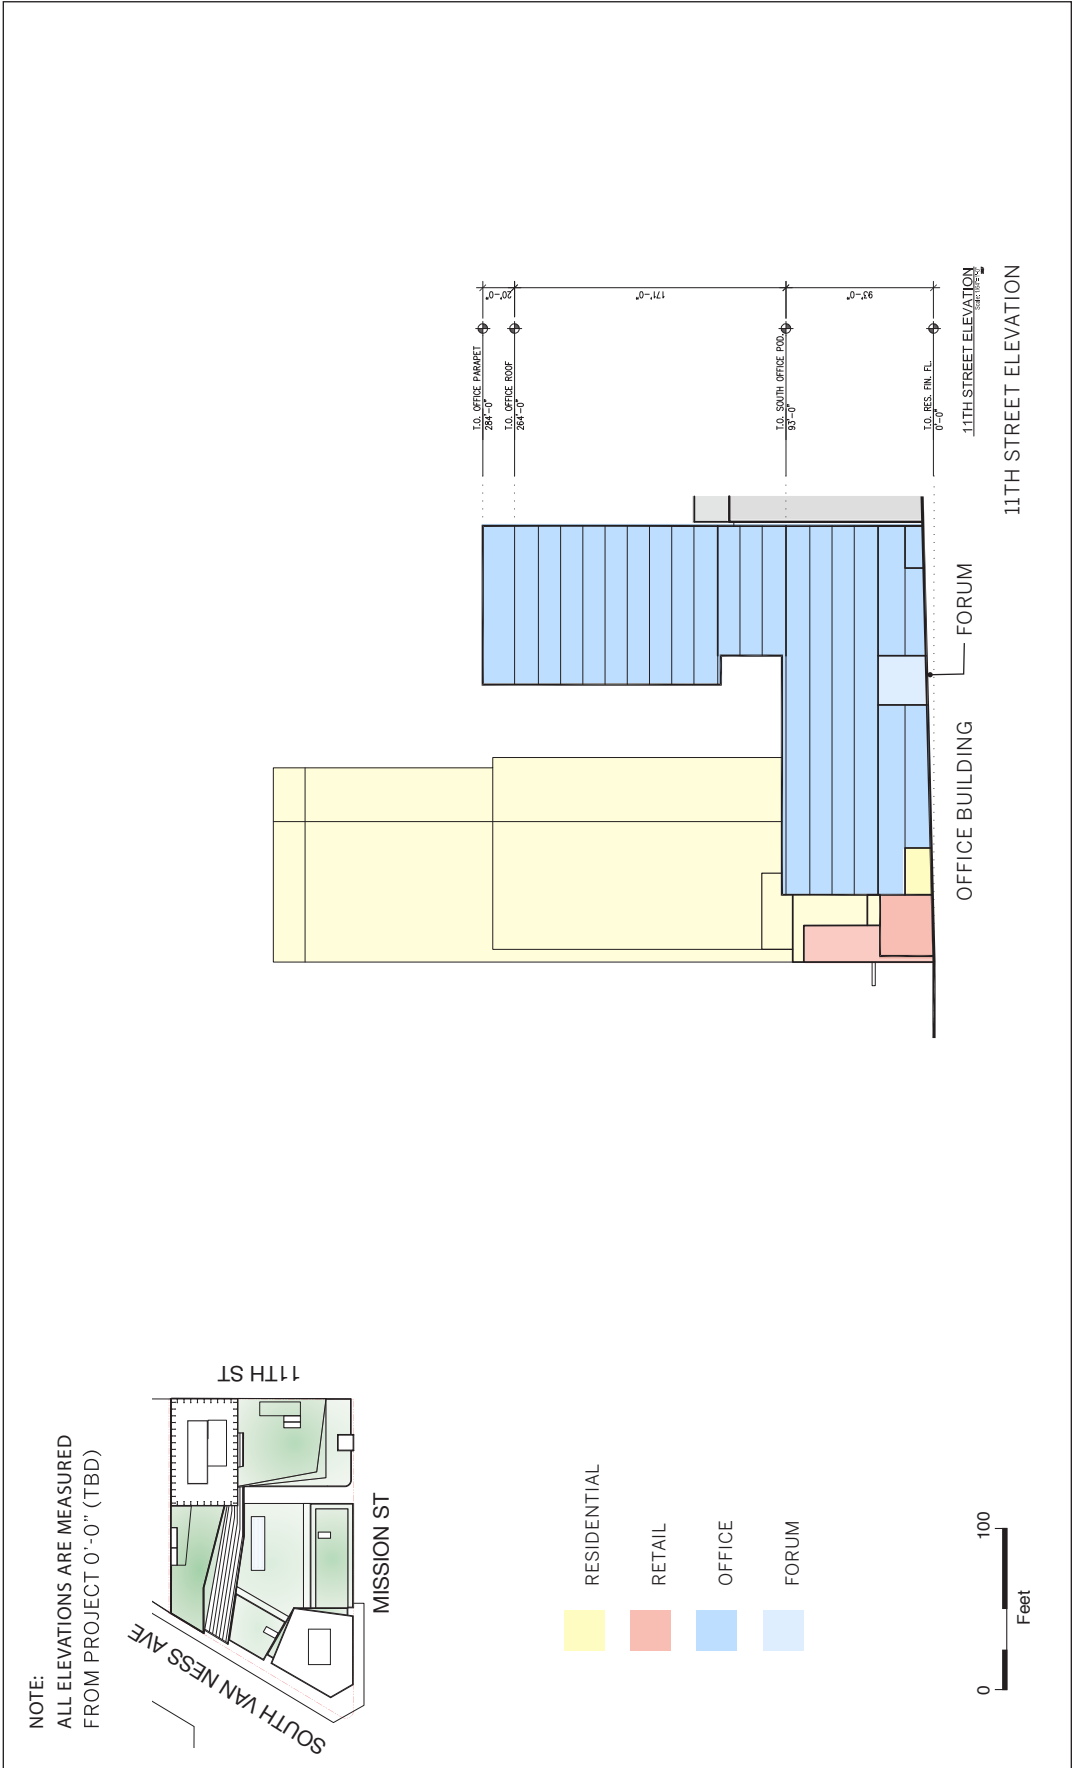 NOTE:
ALL ELEVATIONS ARE MEASURED
FROM PROJECT 0'-0" (TBD)
SOUTH VAN NESS AVE
11TH ST
MISSION ST
RESIDENTIAL
RETAIL
OFFICE
FORUM
0
100
Feet
T.O. OFFICE PARAPET
284'-0"
T.O. OFFICE ROOF
264'-0"
T.O. SOUTH OFFICE POD.
93'-0"
T.O. RES. FIN. FL.
0'-0"
20'-0"
171'-0"
93'-0"
OFFICE BUILDING
FORUM
11TH STREET ELEVATION
11TH STREET ELEVATION